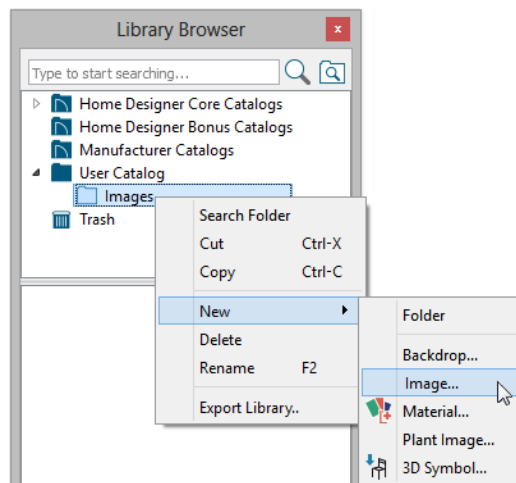 Library Browser
x
Type to start searching...
Home Designer Core Catalogs
Home Designer Bonus Catalogs
Manufacturer Catalogs
User Catalog
Images
Trash
Search Folder
Cut Ctrl-X
Copy Ctrl-C
New
Delete
Rename F2
Export Library..
Folder
Backdrop...
Image...
Material...
Plant Image...
3D Symbol...